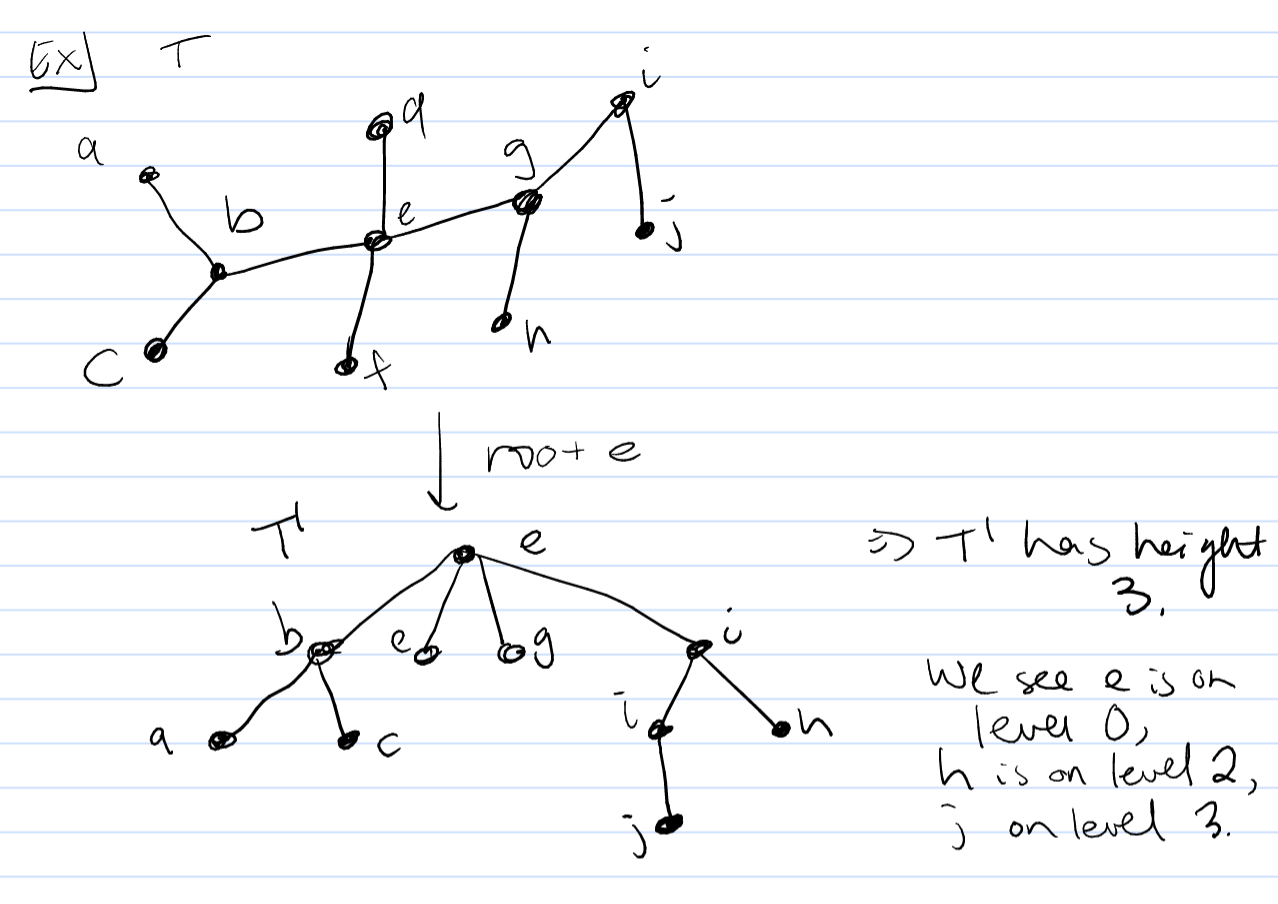 Ex] T
i
d
a
g
b
e
j
h
C
f
root e
T' e ⇒ T' has height
3.
b e g i
We see e is on
level 0,
i h
a c
h is on level 2,
j j on level 3.